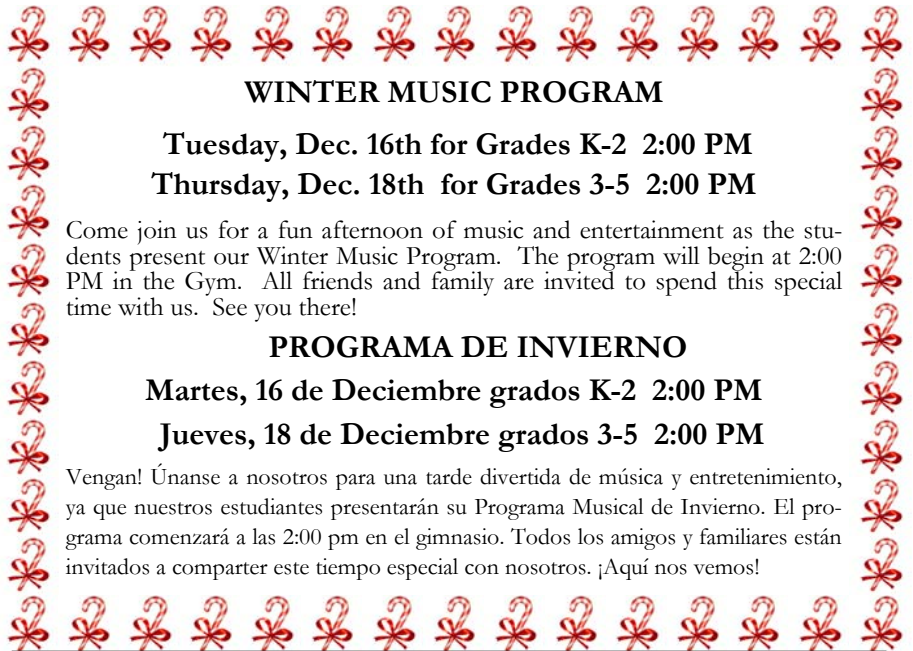 WINTER MUSIC PROGRAM
Tuesday, Dec. 16th for Grades K-2 2:00 PM
Thursday, Dec. 18th for Grades 3-5 2:00 PM
Come join us for a fun afternoon of music and entertainment as the stu-
dents present our Winter Music Program. The program will begin at 2:00
PM in the Gym. All friends and family are invited to spend this special
time with us. See you there!
PROGRAMA DE INVIERNO
Martes, 16 de Deciembre grados K-2 2:00 PM
Jueves, 18 de Deciembre grados 3-5 2:00 PM
Vengan! Únanse a nosotros para una tarde divertida de música y entretenimiento,
ya que nuestros estudiantes presentarán su Programa Musical de Invierno. El pro-
grama comenzará a las 2:00 pm en el gimnasio. Todos los amigos y familiares están
invitados a comparter este tiempo especial con nosotros. ¡Aquí nos vemos!